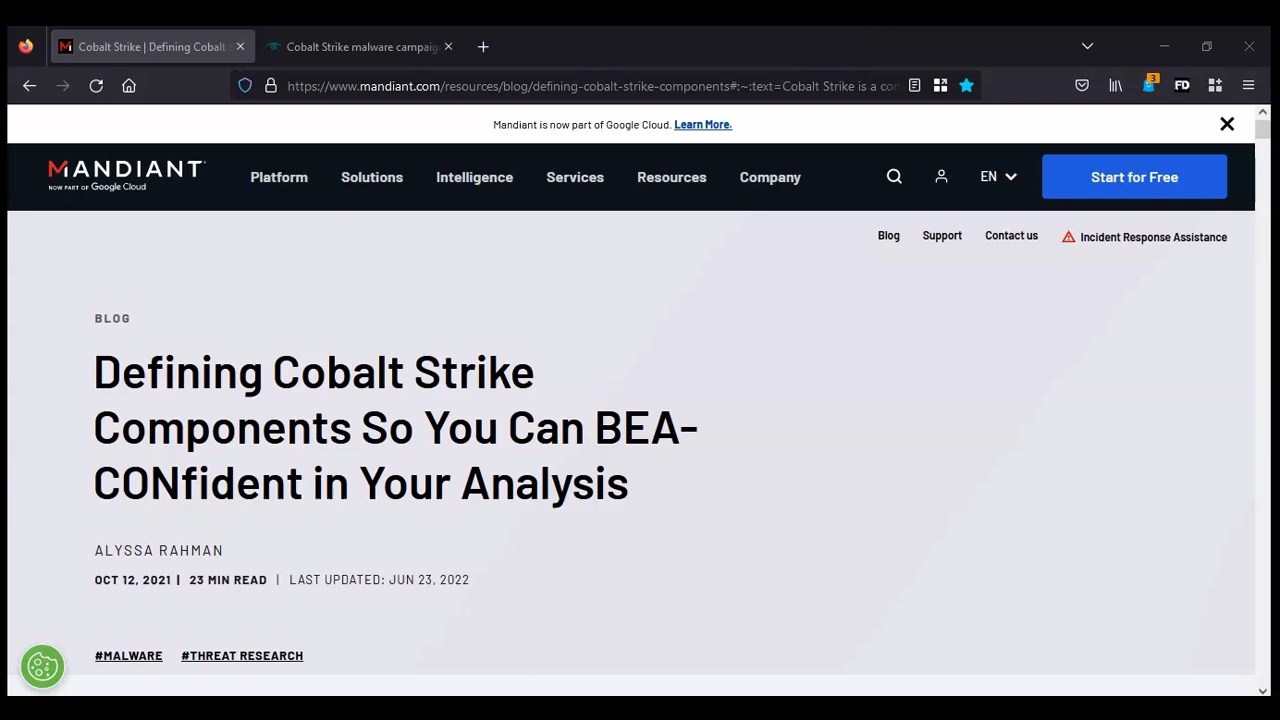 Cobalt Strike | Defining Cobalt S
Cobalt Strike malware campaig
https://www.mandiant.com/resources/blog/defining-cobalt-strike-components#:~:text=Cobalt Strike is a co
3
FD
Mandiant is now part of Google Cloud. Learn More.
MANDIANT
NOW PART OF Google Cloud
Platform Solutions Intelligence Services Resources Company EN Start for Free
Blog Support Contact us Incident Response Assistance
BLOG
Defining Cobalt Strike
Components So You Can BEA-
CONfident in Your Analysis
ALYSSA RAHMAN
OCT 12, 2021 | 23 MIN READ | LAST UPDATED: JUN 23, 2022
#MALWARE #THREAT RESEARCH